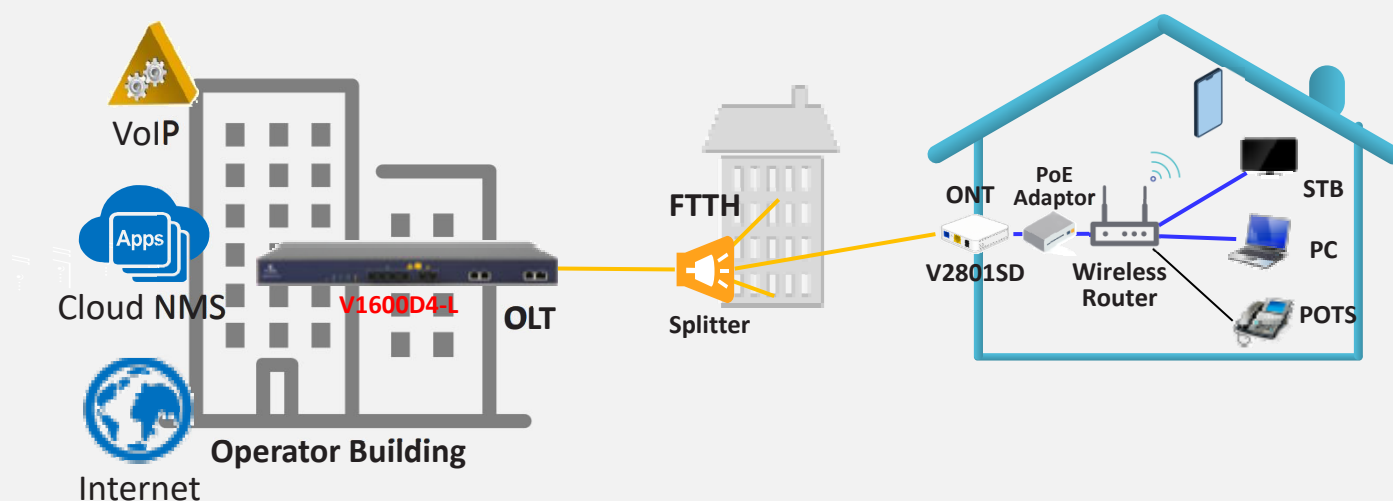 VoIP
Apps
Cloud NMS
Internet
V1600D4-L
OLT
Operator Building
FTTH
Splitter
ONT
V2801SD
PoE
Adaptor
Wireless
Router
STB
PC
POTS